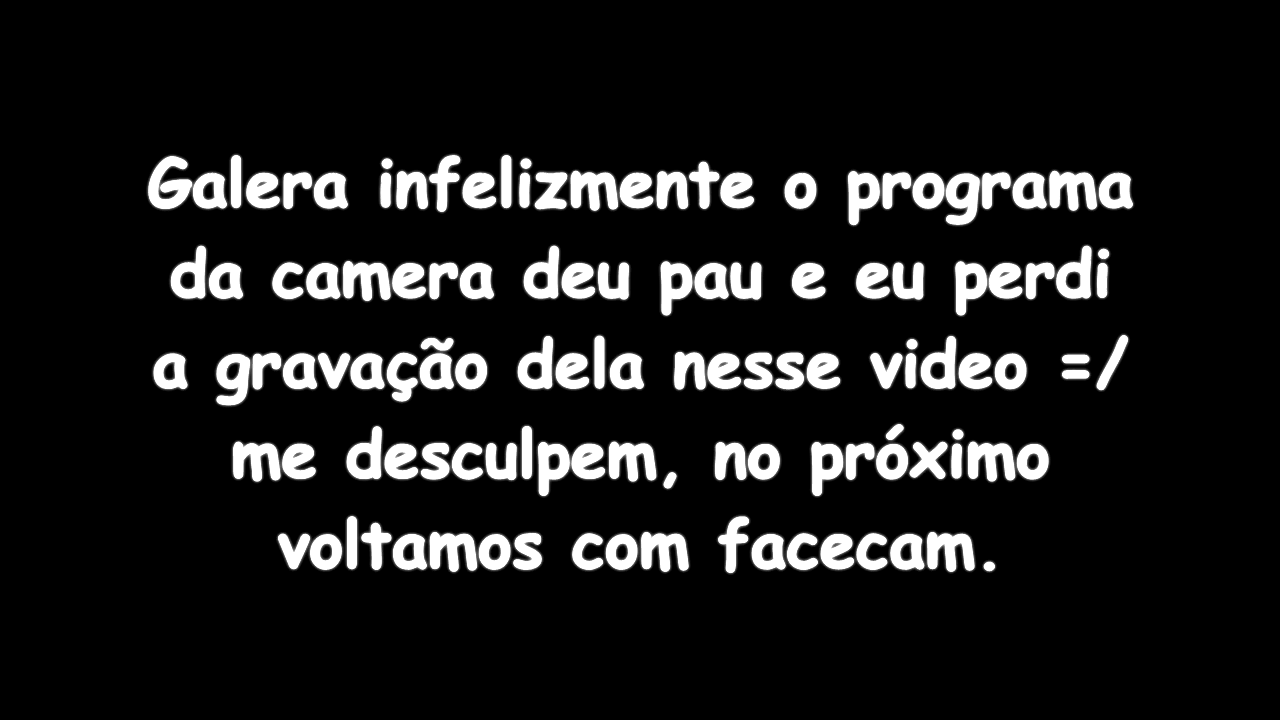 Galera infelizmente o programa
da camera deu pau e eu perdi
a gravação dela nesse video =/
me desculpem, no próximo
voltamos com facecam.